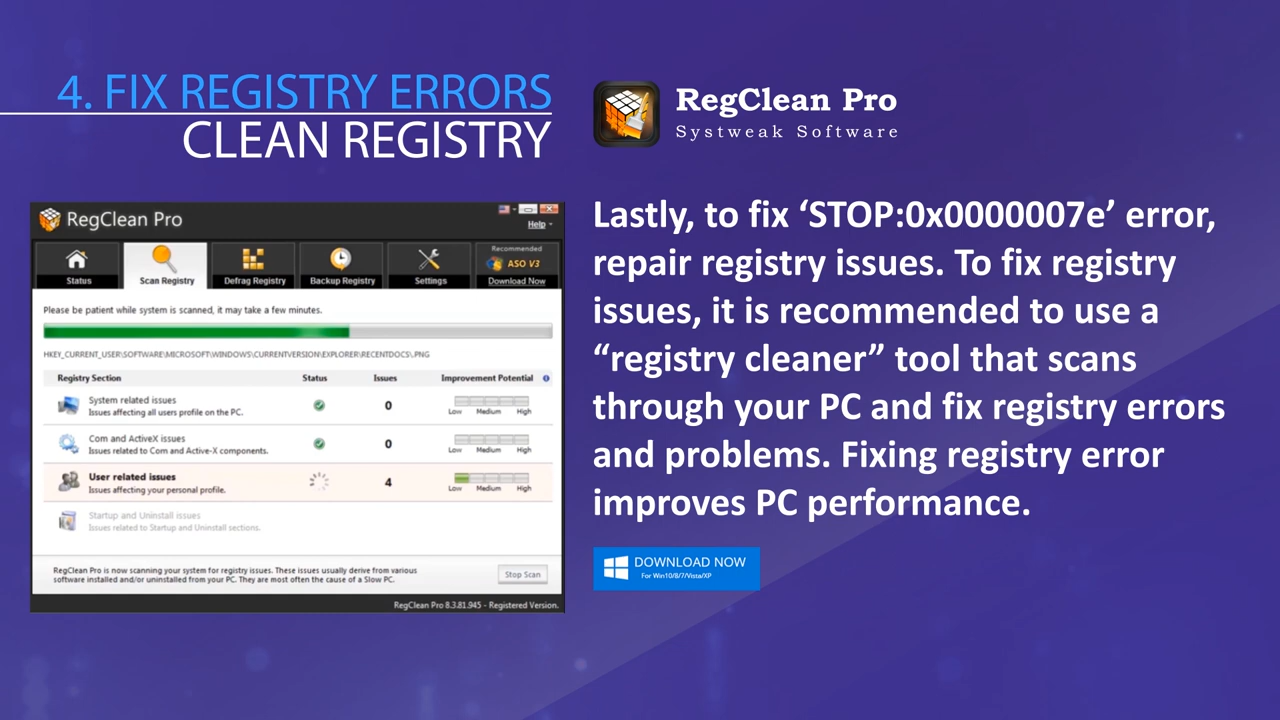 4. FIX REGISTRY ERRORS
CLEAN REGISTRY
RegClean Pro
Systweak Software
RegClean Pro
Help
Status
Scan Registry
Defrag Registry
Backup Registry
Settings
Recommended
ASO V3
Download Now
Please be patient while system is scanned, it may take a few minutes.
HKEY_CURRENT_USER\SOFTWARE\MICROSOFT\WINDOWS\CURRENTVERSION\EXPLORER\RECENTDOCS\.PNG
Registry Section Status Issues Improvement Potential
System related issues
Issues affecting all users profile on the PC.
0
Low Medium High
Com and ActiveX issues
Issues related to Com and Active-X components.
0
Low Medium High
User related issues
Issues affecting your personal profile.
4
Low Medium High
Startup and Uninstall issues
Issues related to Startup and Uninstall sections.
RegClean Pro is now scanning your system for registry issues. These issues usually derive from various
software installed and/or uninstalled from your PC. They are most often the cause of a Slow PC.
Stop Scan
RegClean Pro 8.3.81.945 - Registered Version.
Lastly, to fix ‘STOP:0x0000007e’ error,
repair registry issues. To fix registry
issues, it is recommended to use a
“registry cleaner” tool that scans
through your PC and fix registry errors
and problems. Fixing registry error
improves PC performance.
DOWNLOAD NOW
For Win10/8/7/Vista/XP